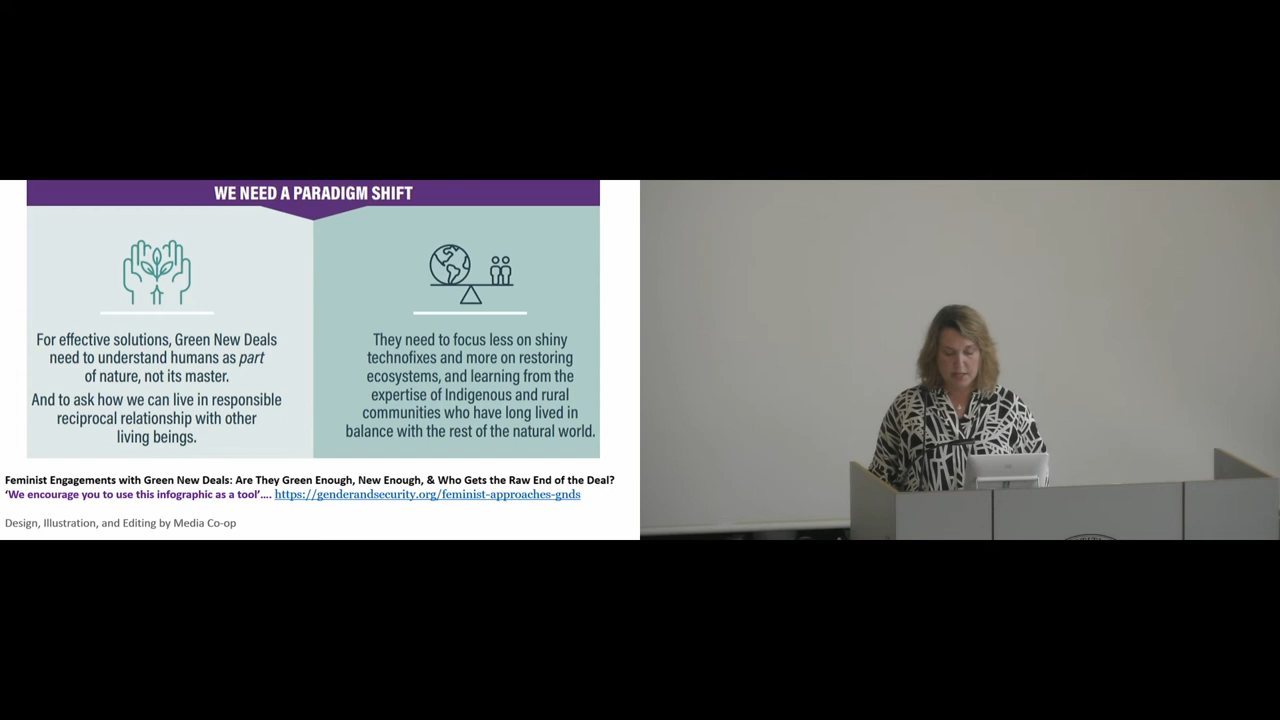 WE NEED A PARADIGM SHIFT
For effective solutions, Green New Deals
need to understand humans as part
of nature, not its master.
And to ask how we can live in responsible
reciprocal relationship with other
living beings.
They need to focus less on shiny
technofixes and more on restoring
ecosystems, and learning from the
expertise of Indigenous and rural
communities who have long lived in
balance with the rest of the natural world.
Feminist Engagements with Green New Deals: Are They Green Enough, New Enough, & Who Gets the Raw End of the Deal?
‘We encourage you to use this infographic as a tool’…. https://genderandsecurity.org/feminist-approaches-gnds
Design, Illustration, and Editing by Media Co-op